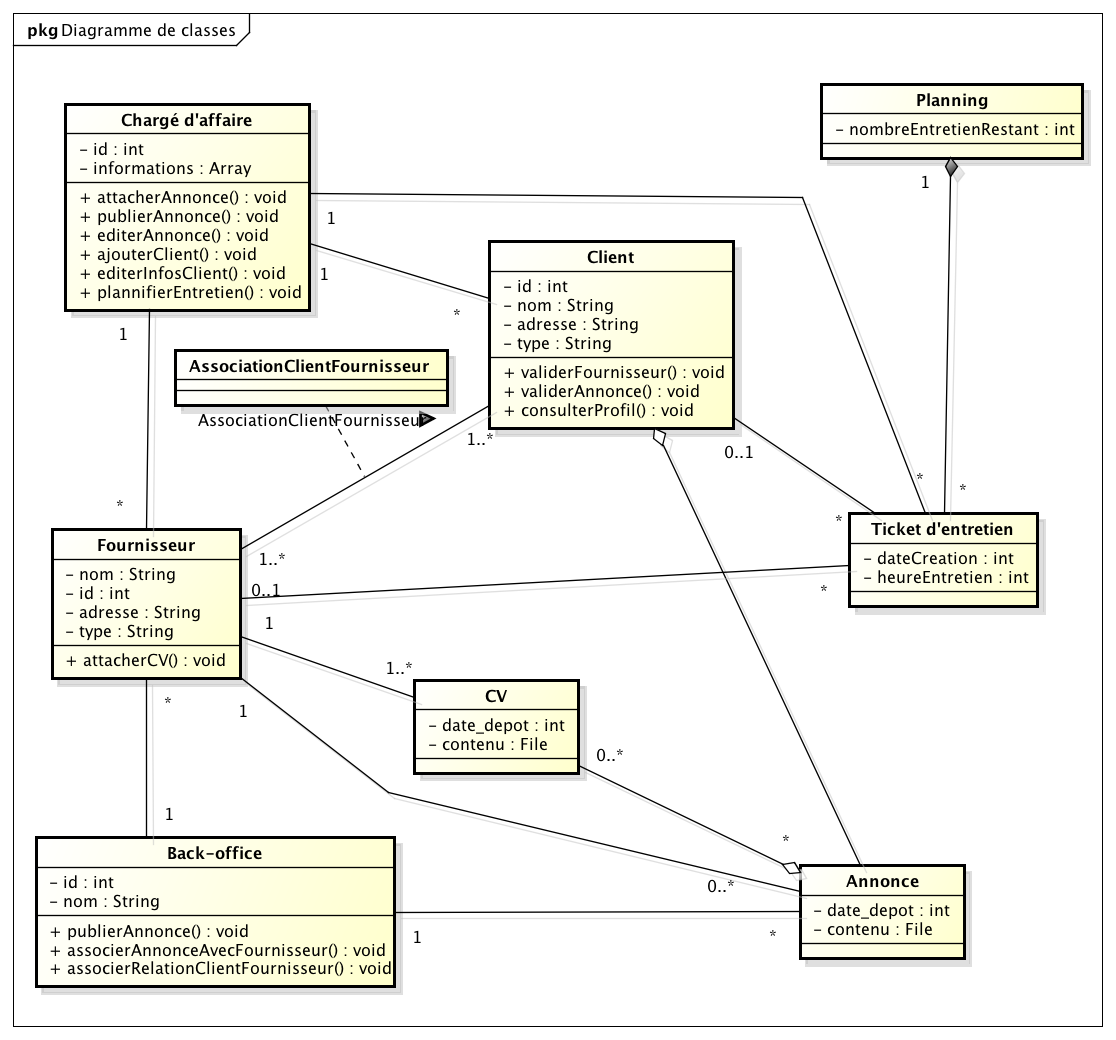 pkg Diagramme de classes
Planning
- nombreEntretienRestant : int
1
Chargé d'affaire
- id : int
- informations : Array
+ attacherAnnonce() : void
+ publierAnnonce() : void
+ editerAnnonce() : void
+ ajouterClient() : void
+ editerInfosClient() : void
+ plannifierEntretien() : void
1
1
1
*
Client
- id : int
- nom : String
- adresse : String
- type : String
+ validerFournisseur() : void
+ validerAnnonce() : void
+ consulterProfil() : void
AssociationClientFournisseur
AssociationClientFournisseur
1..*
0..1
*
*
*
*
Ticket d'entretien
- dateCreation : int
- heureEntretien : int
*
Fournisseur
- nom : String
- id : int
- adresse : String
- type : String
+ attacherCV() : void
1..*
0..1
1
1..*
*
1
CV
- date_depot : int
- contenu : File
0..*
*
1
Back-office
- id : int
- nom : String
+ publierAnnonce() : void
+ associerAnnonceAvecFournisseur() : void
+ associerRelationClientFournisseur() : void
0..*
1
*
Annonce
- date_depot : int
- contenu : File